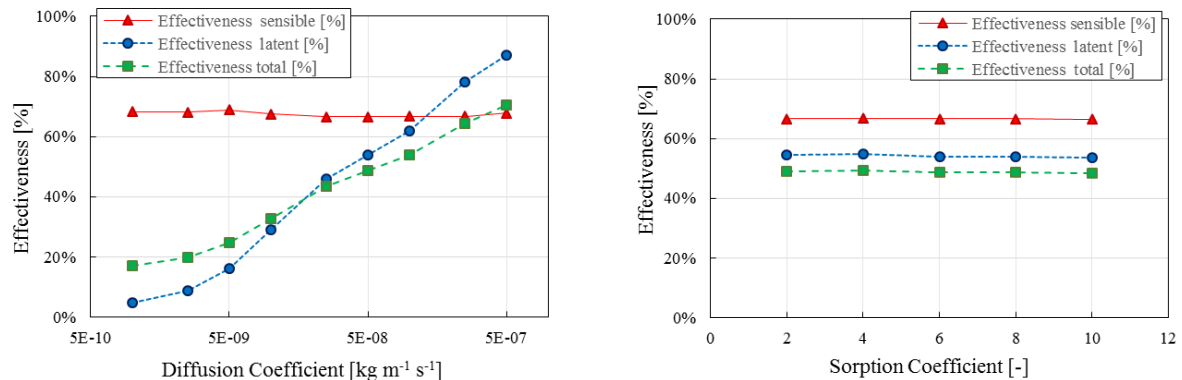 100%
80%
60%
40%
20%
0%
Effectiveness [%]
Effectiveness sensible [%]
Effectiveness latent [%]
Effectiveness total [%]
5E-10 5E-09 5E-08 5E-07
Diffusion Coefficient [kg m⁻¹ s⁻¹]
100%
80%
60%
40%
20%
0%
Effectiveness [%]
Effectiveness sensible [%]
Effectiveness latent [%]
Effectiveness total [%]
0 2 4 6 8 10 12
Sorption Coefficient [-]